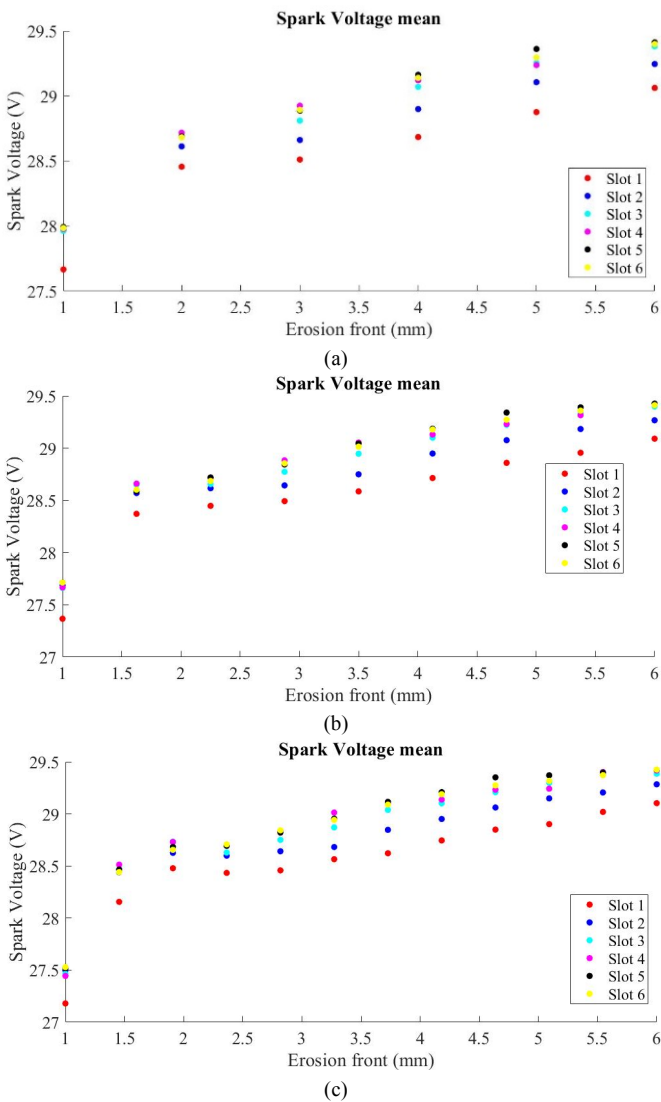 Spark Voltage mean
Spark Voltage (V)
29.5
29
28.5
28
27.5
1 1.5 2 2.5 3 3.5 4 4.5 5 5.5 6
Erosion front (mm)
Slot 1
Slot 2
Slot 3
Slot 4
Slot 5
Slot 6
(a)
Spark Voltage mean
Spark Voltage (V)
29.5
29
28.5
28
27.5
27
1 1.5 2 2.5 3 3.5 4 4.5 5 5.5 6
Erosion front (mm)
Slot 1
Slot 2
Slot 3
Slot 4
Slot 5
Slot 6
(b)
Spark Voltage mean
Spark Voltage (V)
29.5
29
28.5
28
27.5
27
1 1.5 2 2.5 3 3.5 4 4.5 5 5.5 6
Erosion front (mm)
Slot 1
Slot 2
Slot 3
Slot 4
Slot 5
Slot 6
(c)